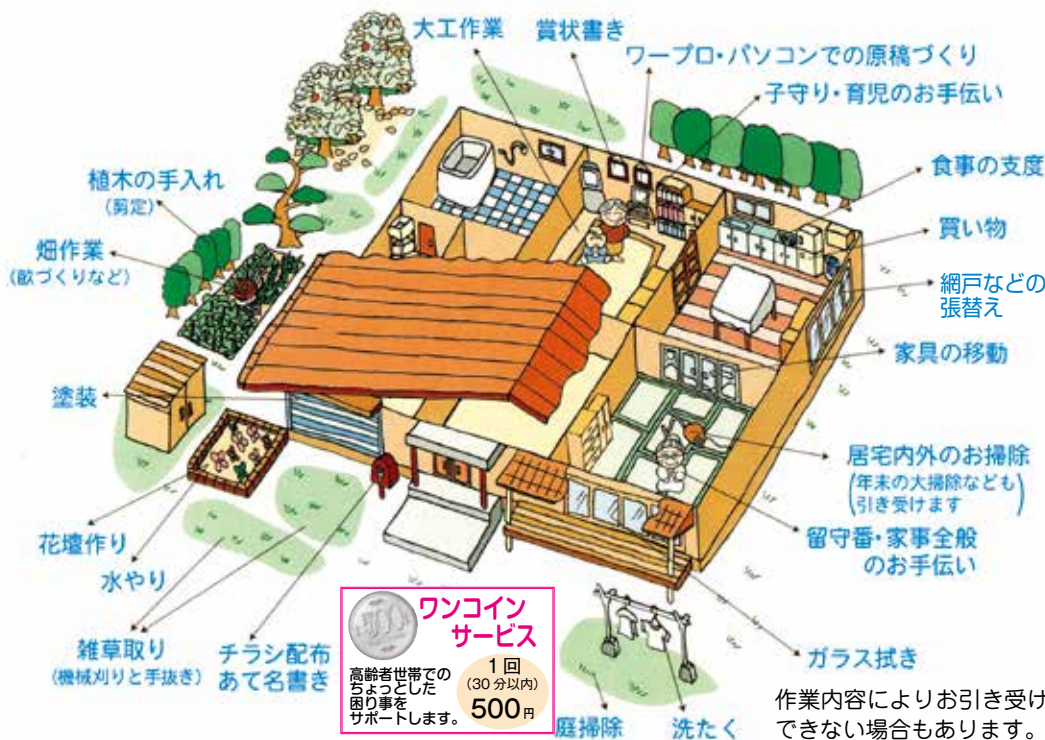 大工作業
賞状書き
ワープロ・パソコンでの原稿づくり
子守り・育児のお手伝い
食事の支度
買い物
網戸などの
張替え
家具の移動
居宅内外のお掃除
(年末の大掃除なども
引き受けます)
留守番・家事全般
のお手伝い
ガラス拭き
作業内容によりお引き受け
できない場合もあります。
植木の手入れ
(剪定)
畑作業
(畝づくりなど)
塗装
花壇作り
水やり
雑草取り
(機械刈りと手抜き)
チラシ配布
あて名書き
500
ワンコイン
サービス
高齢者世帯での
ちょっとした
困り事を
サポートします。
1回
(30分以内)
500円
庭掃除
洗たく